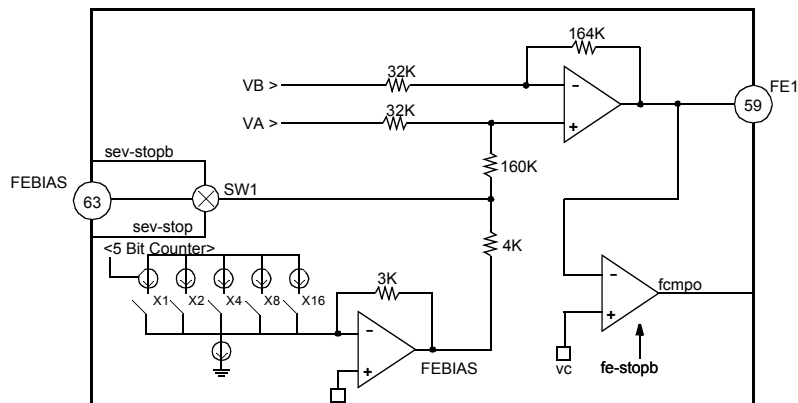 164K
VB >
32K
FE1
59
VA >
32K
sev-stopb
160K
FEBIAS
63
SW1
sev-stop
<5 Bit Counter>
4K
X1
X2
X4
X8
X16
3K
fcmpo
FEBIAS
vc
fe-stopb